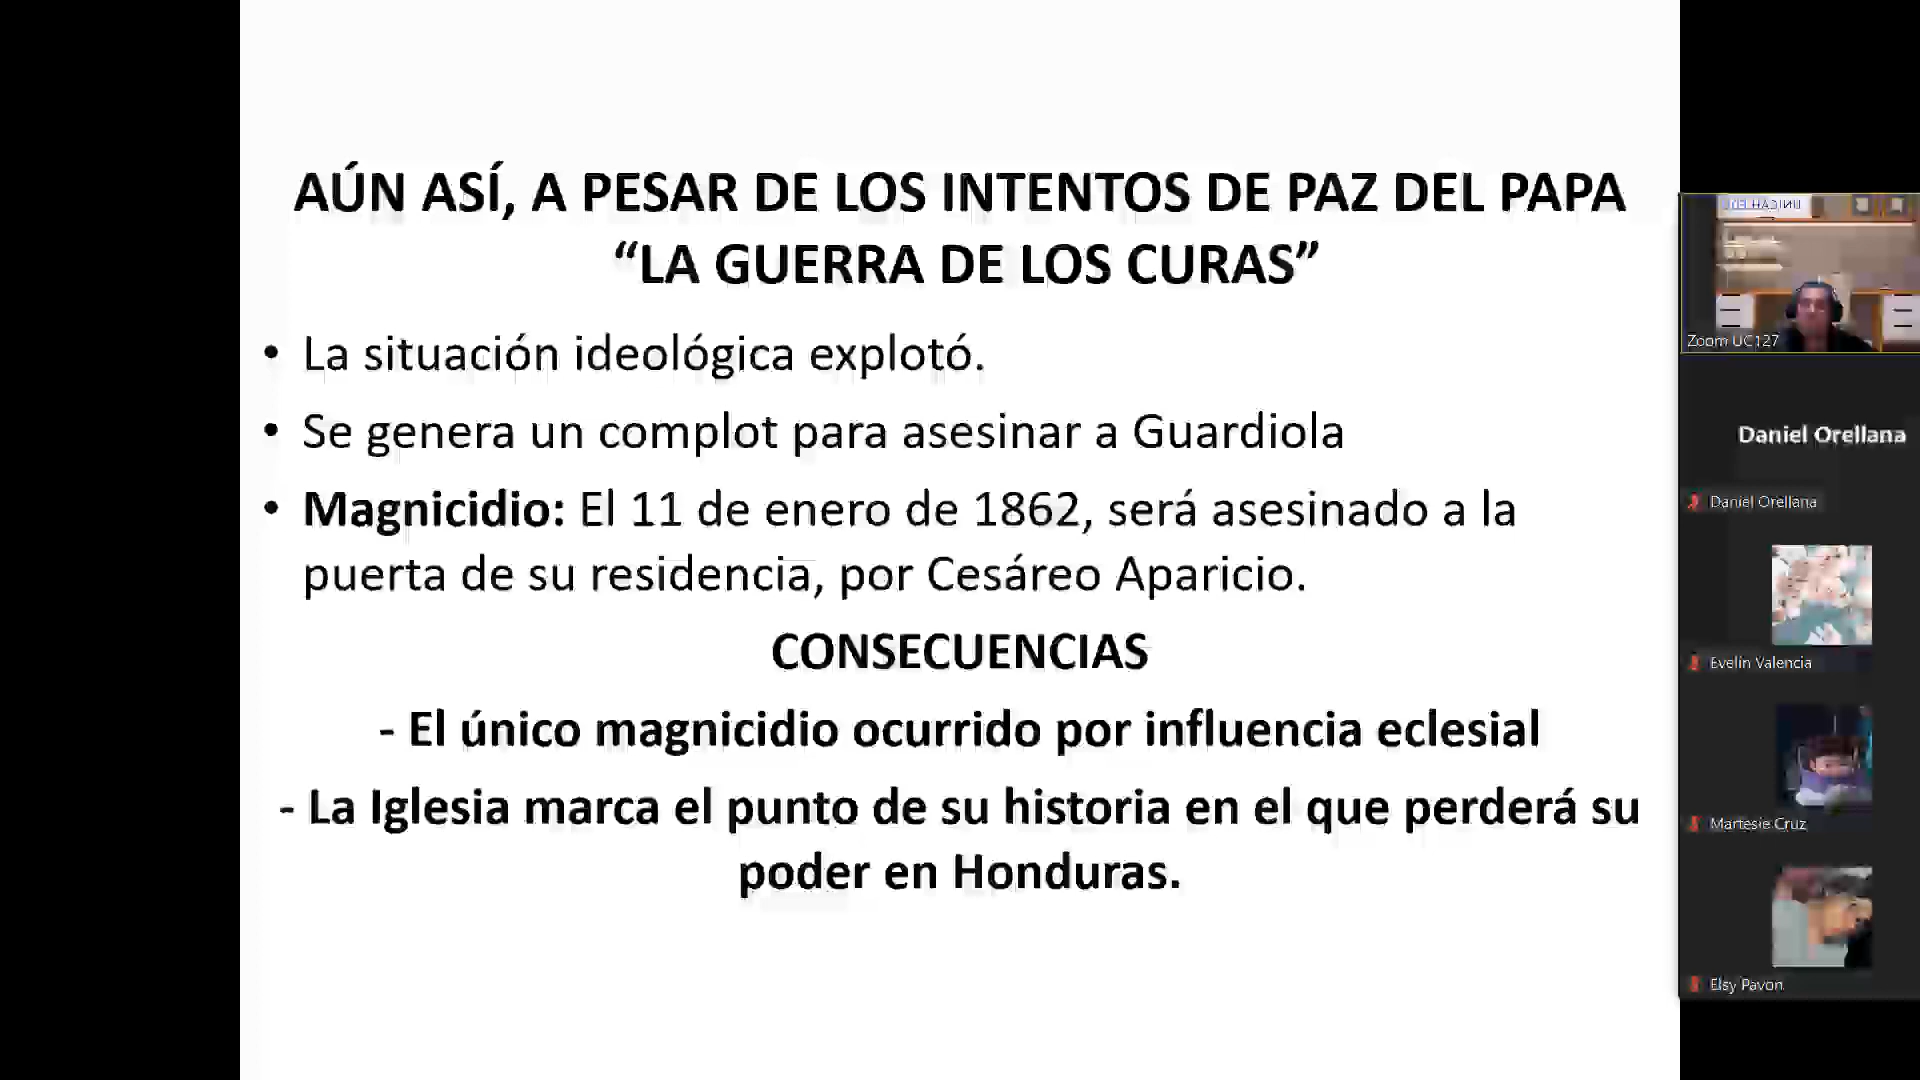 AÚN ASÍ, A PESAR DE LOS INTENTOS DE PAZ DEL PAPA
“LA GUERRA DE LOS CURAS”
• La situación ideológica explotó.
• Se genera un complot para asesinar a Guardiola
• Magnicidio: El 11 de enero de 1862, será asesinado a la
puerta de su residencia, por Cesáreo Aparicio.
CONSECUENCIAS
- El único magnicidio ocurrido por influencia eclesial
- La Iglesia marca el punto de su historia en el que perderá su
poder en Honduras.
Zoom UC127
Daniel Orellana
Daniel Orellana
Evelin Valencia
Martesie Cruz
Elsy Pavon